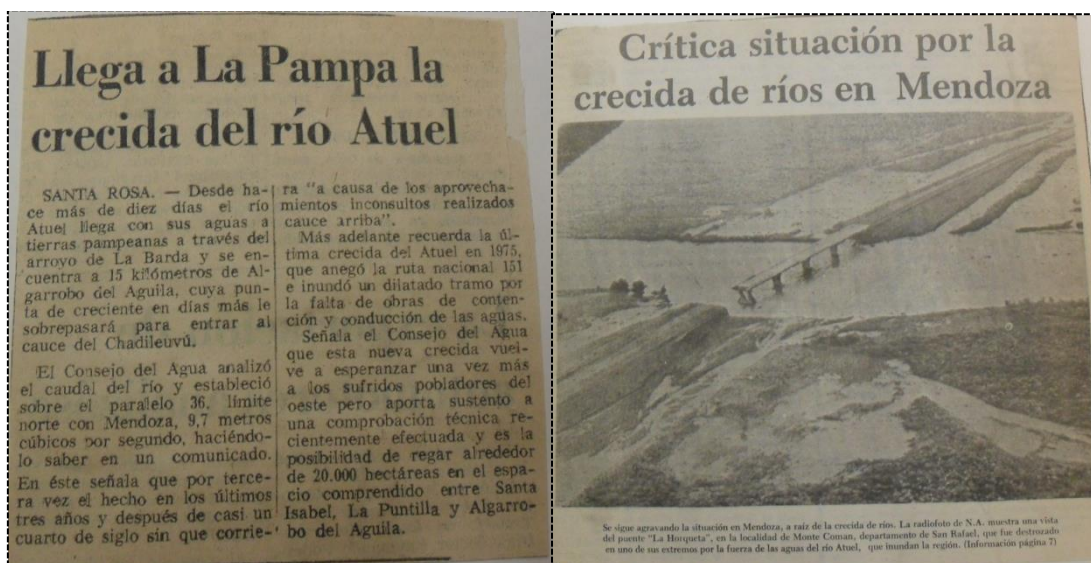 Llega a La Pampa la
crecida del río Atuel
SANTA ROSA. — Desde ha-
ce más de diez días el río
Atuel llega con sus aguas a
tierras pampeanas a través del
arroyo de La Barda y se en-
cuentra a 15 kilómetros de Al-
garrobo del Aguila, cuya pun-
ta de creciente en días más le
sobrepasará para entrar al
cauce del Chadileuvú.
El Consejo del Agua analizó
el caudal del río y estableció
sobre el paralelo 36, límite
norte con Mendoza, 9,7 metros
cúbicos por segundo, haciéndo-
lo saber en un comunicado.
En éste señala que por terce-
ra vez el hecho en los últimos
tres años y después de casi un
cuarto de siglo sin que corrie-
ra "a causa de los aprovecha-
mientos inconsultos realizados
cauce arriba".
Más adelante recuerda la úl-
tima crecida del Atuel en 1975,
que anegó la ruta nacional 151
e inundó un dilatado tramo por
la falta de obras de conten-
ción y conducción de las aguas.
Señala el Consejo del Agua
que esta nueva crecida vuel-
ve a esperanzar una vez más
a los sufridos pobladores del
oeste pero aporta sustento a
una comprobación técnica re-
cientemente efectuada y es la
posibilidad de regar alrededor
de 20.000 hectáreas en el espa-
cio comprendido entre Santa
Isabel, La Puntilla y Algarro-
bo del Aguila.
Crítica situación por la
crecida de ríos en Mendoza
Se sigue agravando la situación en Mendoza, a raíz de la crecida de ríos. La radiofoto de N.A. muestra una vista
del puente "La Horqueta", en la localidad de Monte Coman, departamento de San Rafael, que fue destrozado
en uno de sus extremos por la fuerza de las aguas del río Atuel, que inundan la región. (Información página 7)